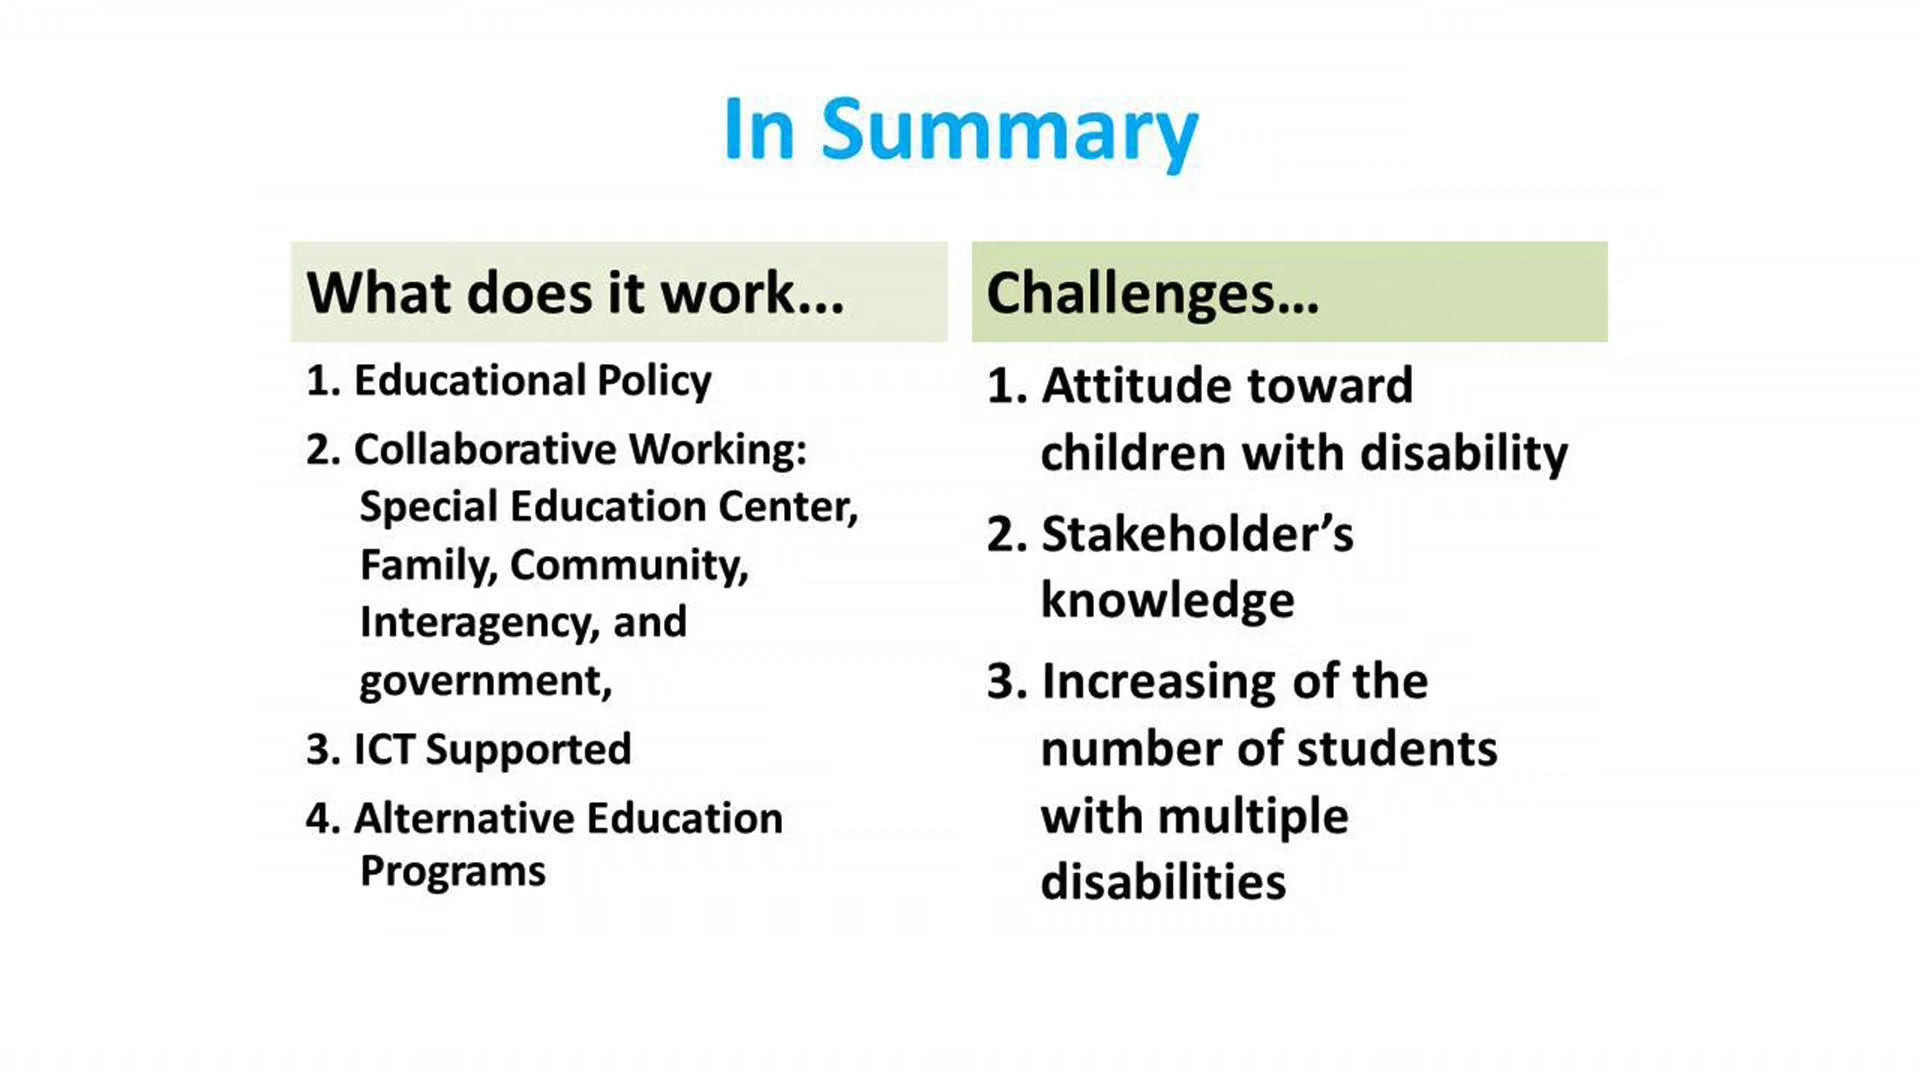 In Summary
What does it work...
1. Educational Policy
2. Collaborative Working:
Special Education Center,
Family, Community,
Interagency, and
government,
3. ICT Supported
4. Alternative Education
Programs
Challenges...
1. Attitude toward
children with disability
2. Stakeholder’s
knowledge
3. Increasing of the
number of students
with multiple
disabilities